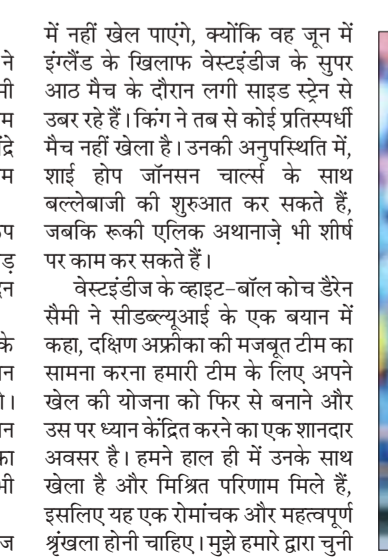 में नहीं खेल पाएंगे, क्योंकि वह जून में
इंग्लैंड के खिलाफ वेस्टइंडीज के सुपर
आठ मैच के दौरान लगी साइड स्ट्रेन से
उबर रहे हैं। किंग ने तब से कोई प्रतिस्पर्धी
मैच नहीं खेला है। उनकी अनुपस्थिति में,
शाई होप जॉनसन चार्ल्स के साथ
बल्लेबाजी की शुरुआत कर सकते हैं,
जबकि रूकी एलिक अथानाज़े भी शीर्ष
पर काम कर सकते हैं।
वेस्टइंडीज के व्हाइट-बॉल कोच डैरेन
सैमी ने सीडब्ल्यूआई के एक बयान में
कहा, दक्षिण अफ्रीका की मजबूत टीम का
सामना करना हमारी टीम के लिए अपने
खेल की योजना को फिर से बनाने और
उस पर ध्यान केंद्रित करने का एक शानदार
अवसर है। हमने हाल ही में उनके साथ
खेला है और मिश्रित परिणाम मिले हैं,
इसलिए यह एक रोमांचक और महत्वपूर्ण
श्रृंखला होनी चाहिए। मुझे हमारे द्वारा चुनी